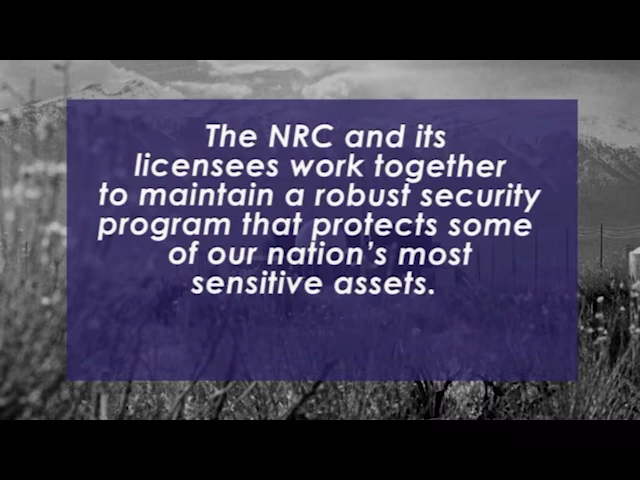 The NRC and its
licensees work together
to maintain a robust security
program that protects some
of our nation’s most
sensitive assets.